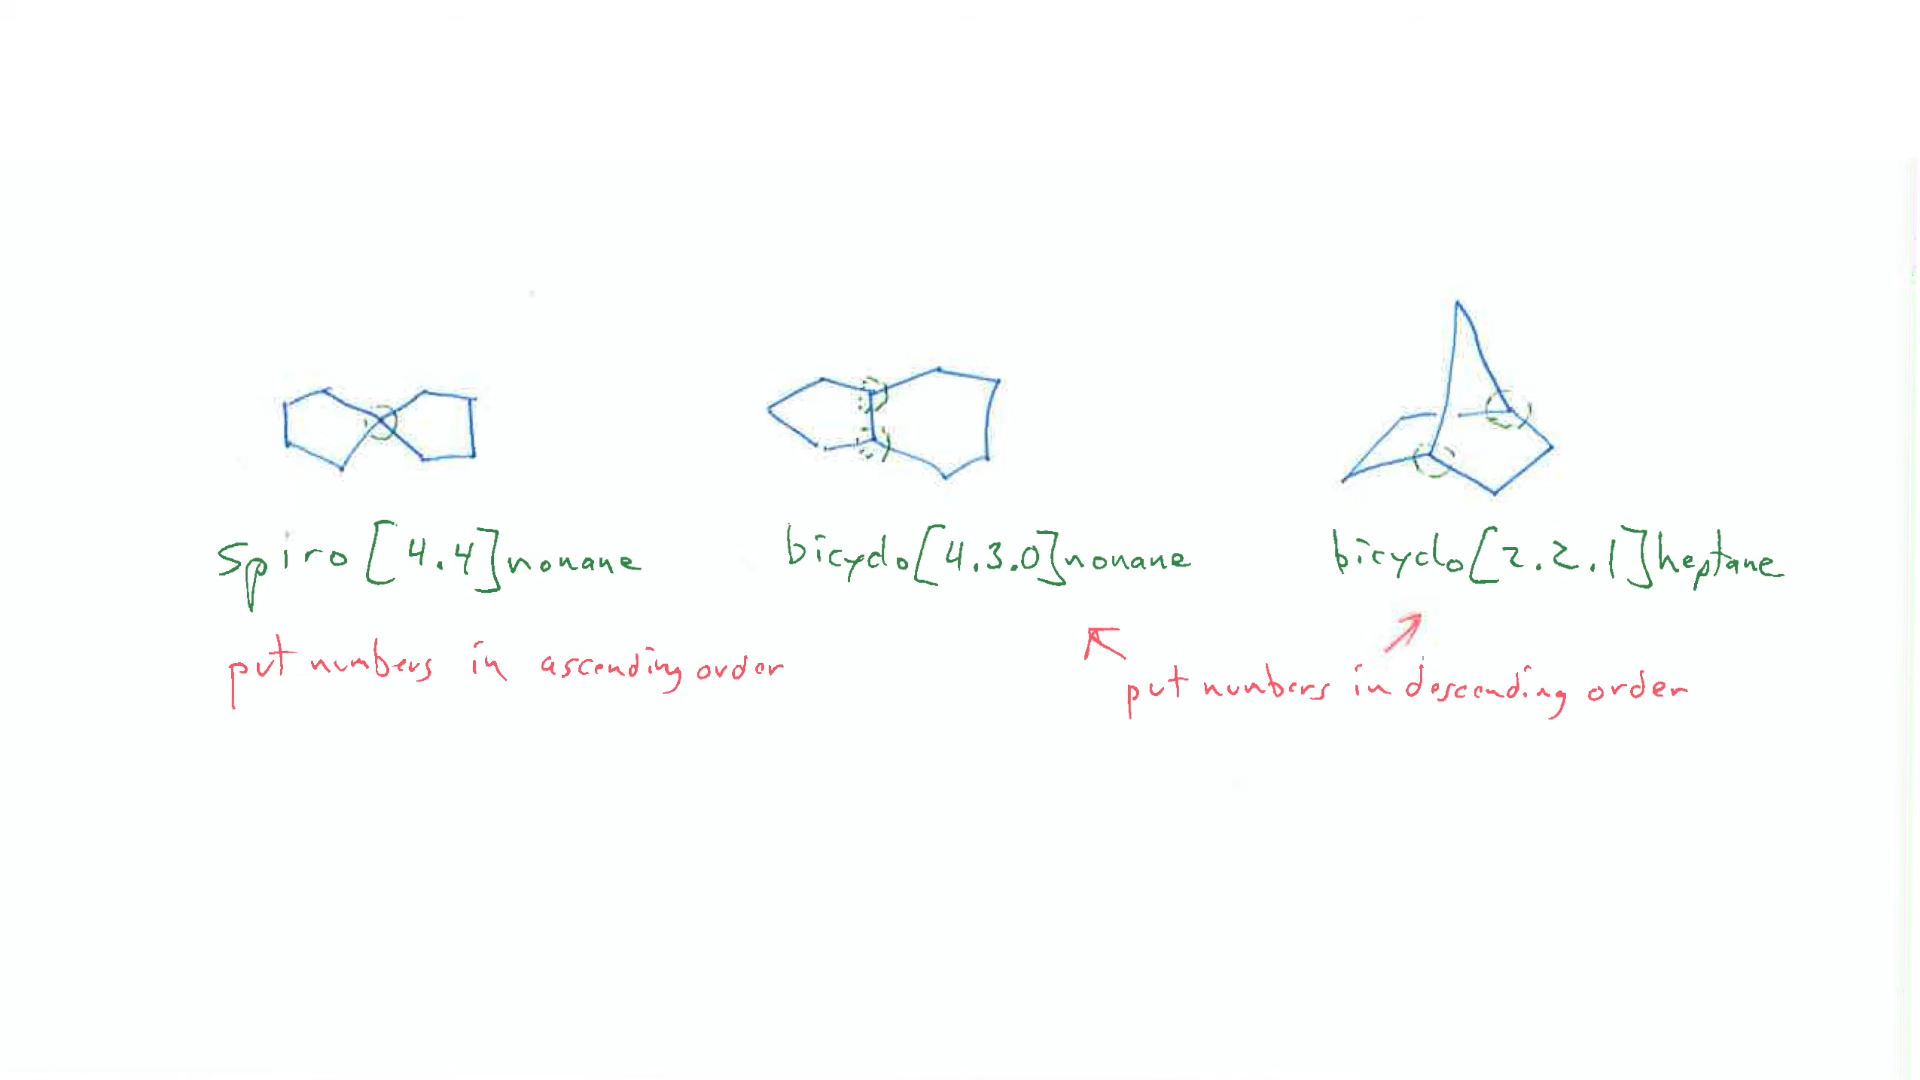 spiro[4.4]nonane
bicyclo[4.3.0]nonane
bicyclo[2.2.1]heptane
put numbers in ascending order
put numbers in descending order